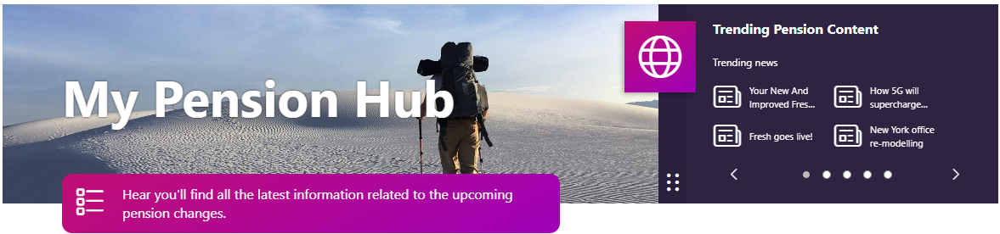 My Pension Hub
Hear you'll find all the latest information related to the upcoming
pension changes.
Trending Pension Content
Trending news
Your New And
Improved Fres...
How 5G will
supercharge...
Fresh goes live!
New York office
re-modelling